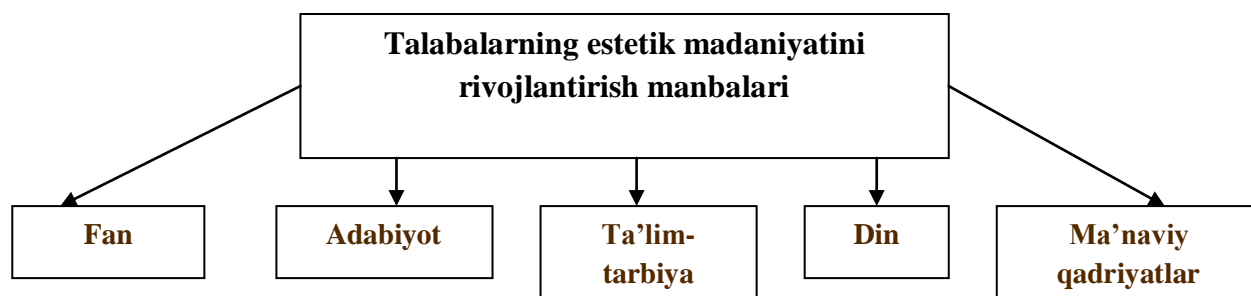 Talabalarning estetik madaniyatini
rivojlantirish manbalari
Fan
Adabiyot
Ta’lim-
tarbiya
Din
Ma’naviy
qadriyatlar